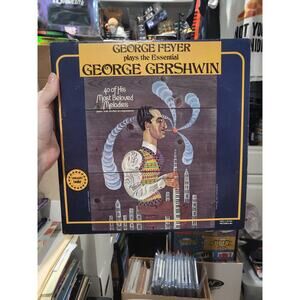 GEORGE FEYER
plays the Essential
GEORGE GERSHWIN
40 of His
Most Beloved
Melodies